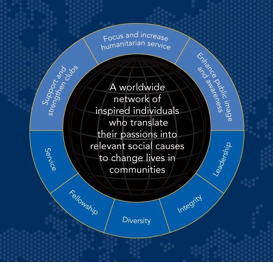 Support and
strengthen clubs
Focus and increase
humanitarian service
Enhance public image
and awareness
A worldwide
network of
inspired individuals
who translate
their passions into
relevant social causes
to change lives in
communities
Service
Fellowship
Diversity
Integrity
Leadership